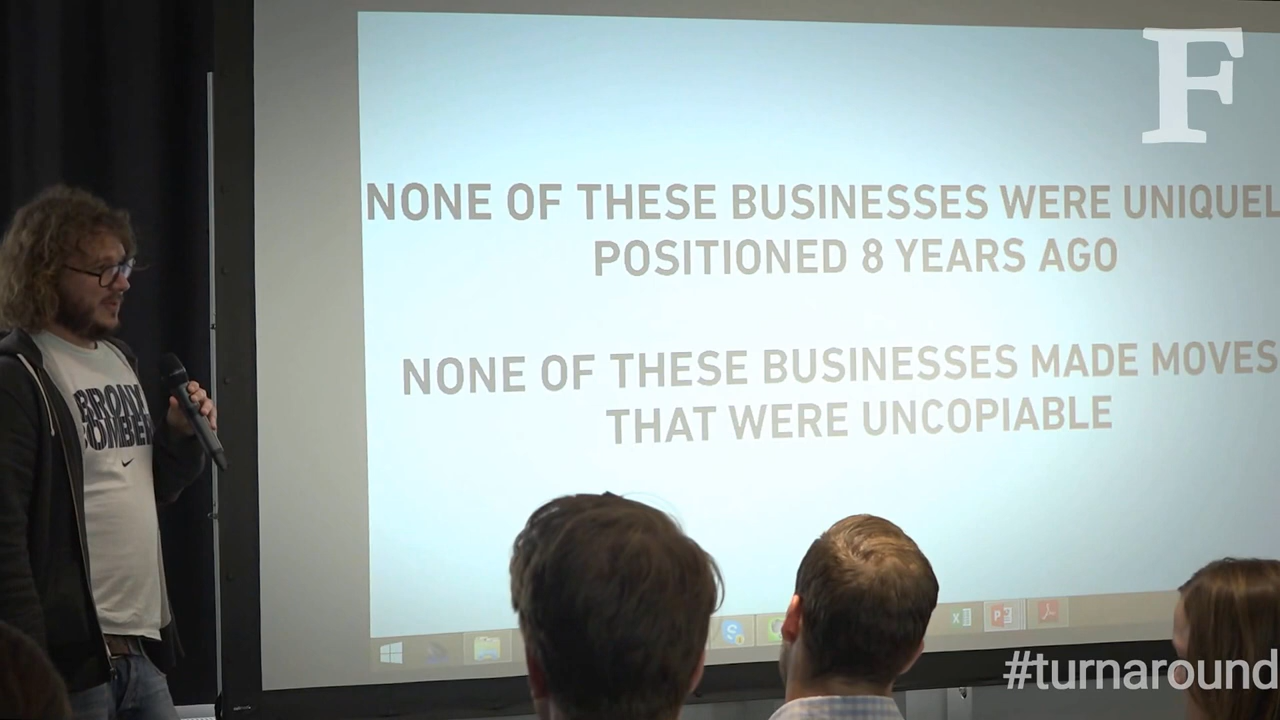 F
NONE OF THESE BUSINESSES WERE UNIQUEL
POSITIONED 8 YEARS AGO
NONE OF THESE BUSINESSES MADE MOVES
THAT WERE UNCOPIABLE
#turnaround